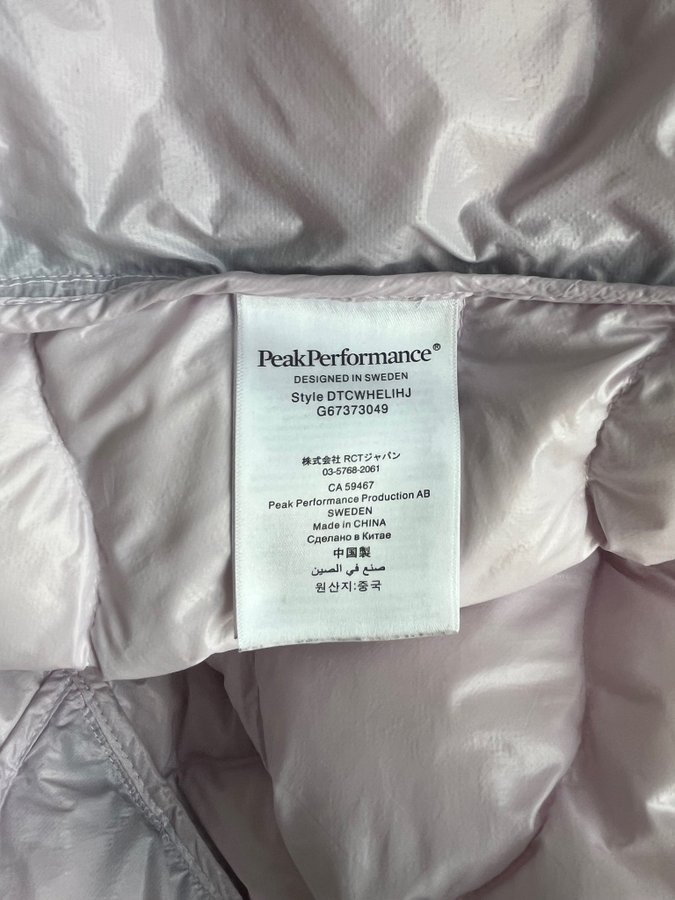 PeakPerformance®
DESIGNED IN SWEDEN
Style DTCWHELIHJ
G67373049
株式会社 RCTジャパン
03-5768-2061
CA 59467
Peak Performance Production AB
SWEDEN
Made in CHINA
Сделано в Китае
中国製
صنع في الصين
원산지:중국